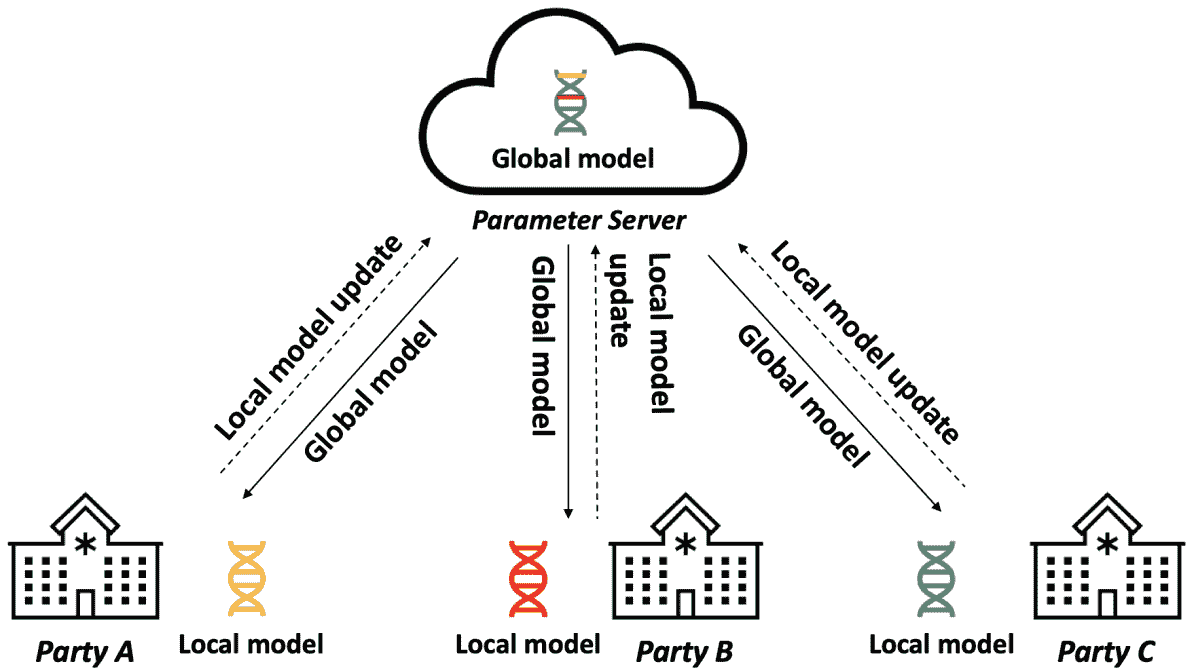 Global model
Parameter Server
Local model update
Global model
Global model
Local model
update
Global model
Local model update
Party A
Local model
Local model
Party B
Local model
Party C